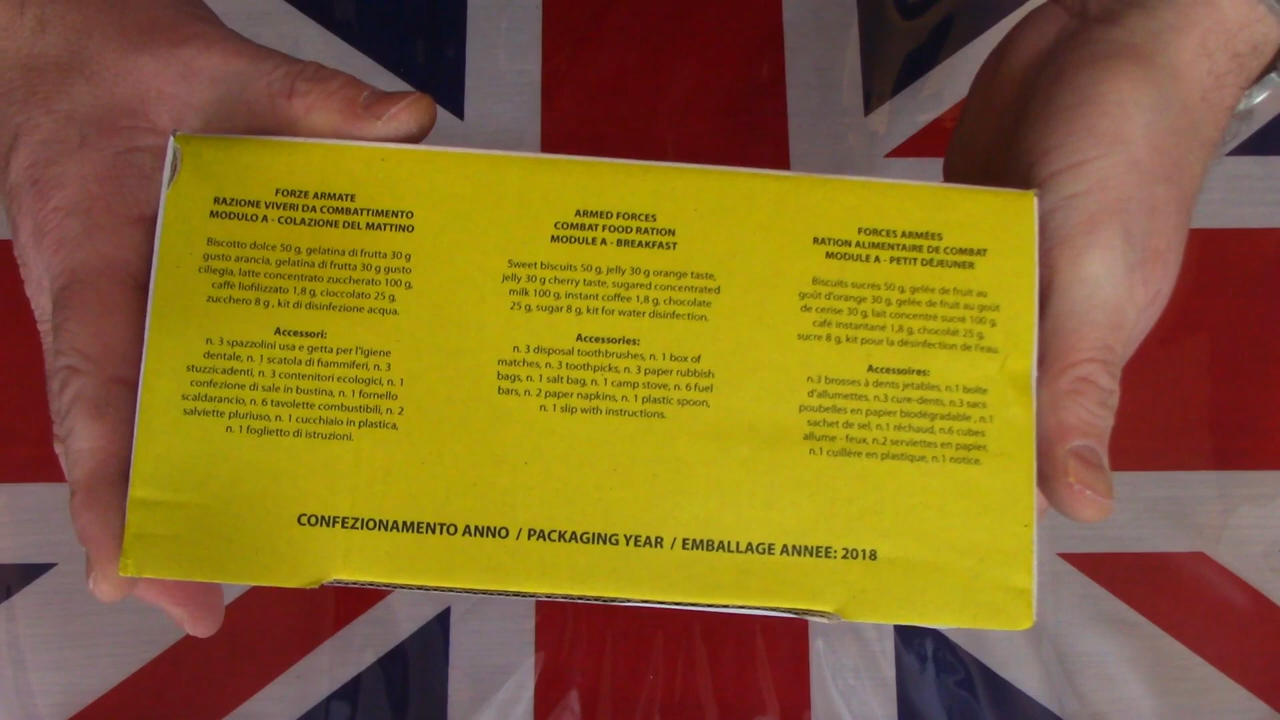 FORZE ARMATE
RAZIONE VIVERI DA COMBATTIMENTO
MODULO A - COLAZIONE DEL MATTINO
Biscotto dolce 50 g, gelatina di frutta 30 g
gusto arancia, gelatina di frutta 30 g gusto
ciliegia, latte concentrato zuccherato 100 g,
caffè liofilizzato 1,8 g, cioccolato 25 g,
zucchero 8 g , kit di disinfezione acqua.
Accessori:
n. 3 spazzolini usa e getta per l'igiene
dentale, n. 1 scatola di fiammiferi, n. 3
stuzzicadenti, n. 3 contenitori ecologici, n. 1
confezione di sale in bustina, n. 1 fornello
scaldarancio, n. 6 tavolette combustibili, n. 2
salviette pluriuso, n. 1 cucchiaio in plastica,
n. 1 foglietto di istruzioni.
ARMED FORCES
COMBAT FOOD RATION
MODULE A - BREAKFAST
Sweet biscuits 50 g, jelly 30 g orange taste,
jelly 30 g cherry taste, sugared concentrated
milk 100 g, instant coffee 1,8 g, chocolate
25 g, sugar 8 g, kit for water disinfection.
Accessories:
n. 3 disposal toothbrushes, n. 1 box of
matches, n. 3 toothpicks, n. 3 paper rubbish
bags, n. 1 salt bag, n. 1 camp stove, n. 6 fuel
bars, n. 2 paper napkins, n. 1 plastic spoon,
n. 1 slip with instructions.
FORCES ARMÉES
RATION ALIMENTAIRE DE COMBAT
MODULE A - PETIT DÉJEUNER
Biscuits sucrés 50 g, gelée de fruit au
goût d'orange 30 g, gelée de fruit au goût
de cerise 30 g, lait concentré sucré 100 g,
café instantané 1,8 g, chocolat 25 g,
sucre 8 g, kit pour la désinfection de l'eau.
Accessoires:
n.3 brosses à dents jetables, n.1 boîte
d'allumettes, n.3 cure-dents, n.3 sacs
poubelles en papier biodégradable , n.1
sachet de sel, n.1 réchaud, n.6 cubes
allume - feux, n.2 serviettes en papier,
n.1 cuillère en plastique, n.1 notice.
CONFEZIONAMENTO ANNO / PACKAGING YEAR / EMBALLAGE ANNEE: 2018